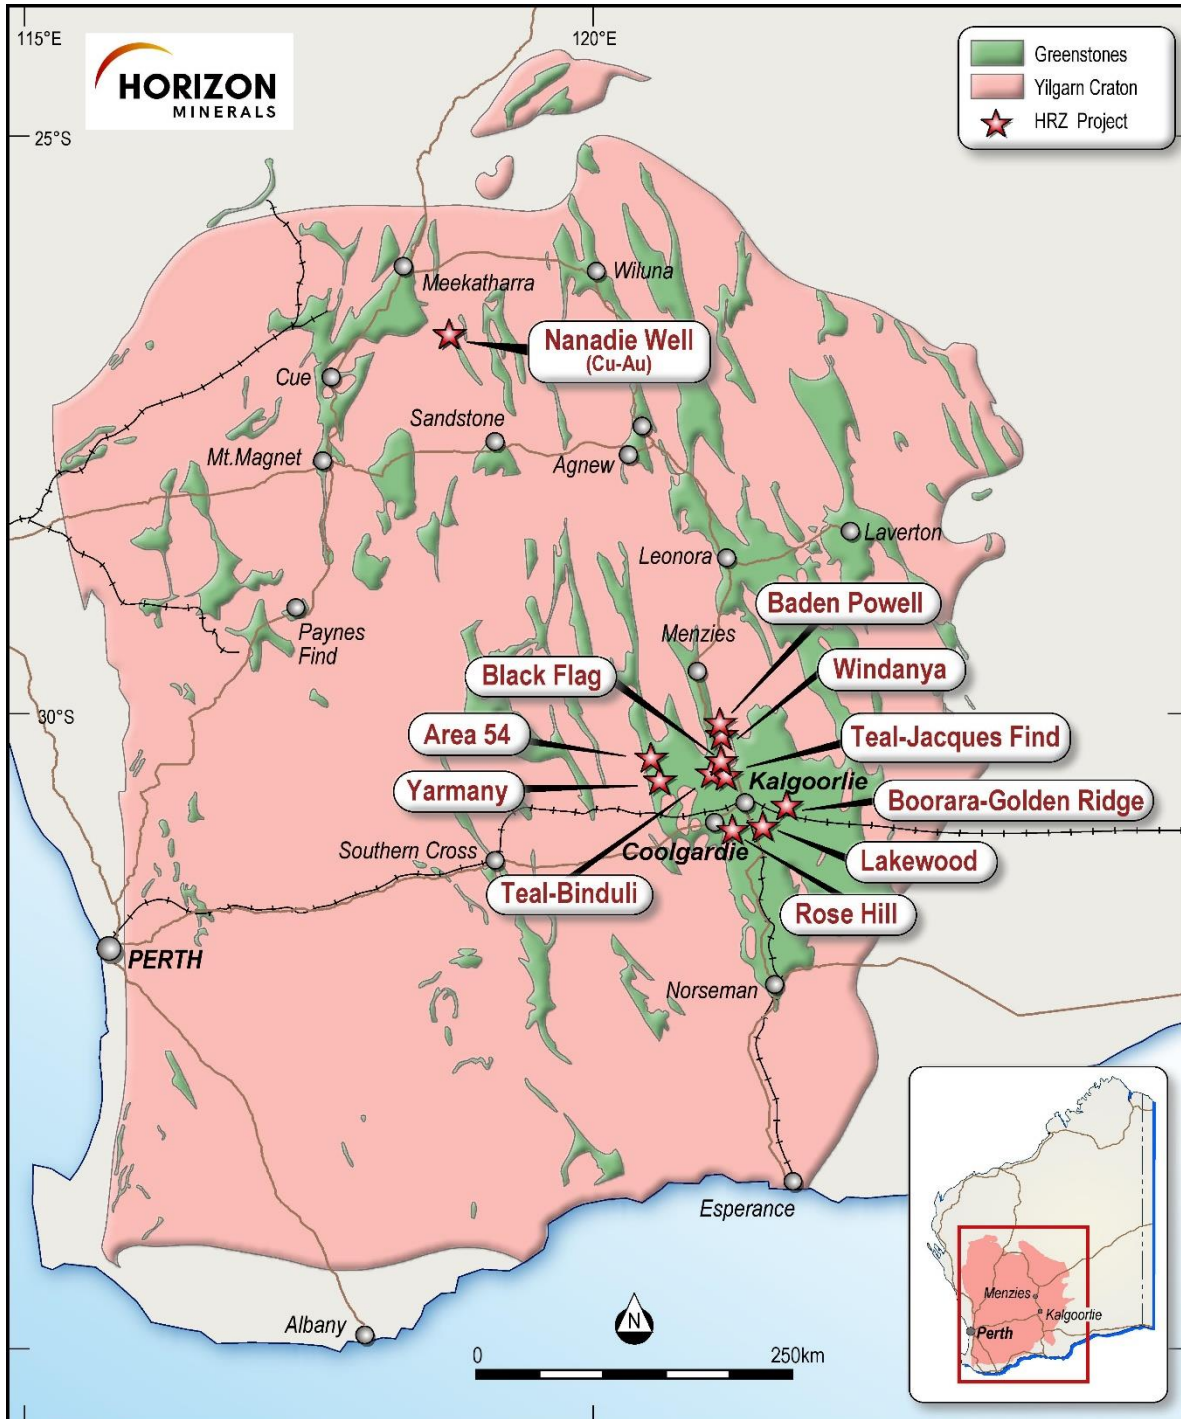 115°E
120°E
HORIZON
MINERALS
Greenstones
Yilgarn Craton
HRZ Project
25°S
Meekatharra
Wiluna
Nanadie Well
(Cu-Au)
Cue
Sandstone
Mt.Magnet
Agnew
Laverton
Leonora
Baden Powell
Paynes
Find
Menzies
Black Flag
Windanya
30°S
Area 54
Teal-Jacques Find
Kalgoorlie
Yarmany
Boorara-Golden Ridge
Southern Cross
Coolgardie
Lakewood
Teal-Binduli
Rose Hill
PERTH
Norseman
Esperance
Albany
N
0
250km
Menzies
Kalgoorlie
Perth